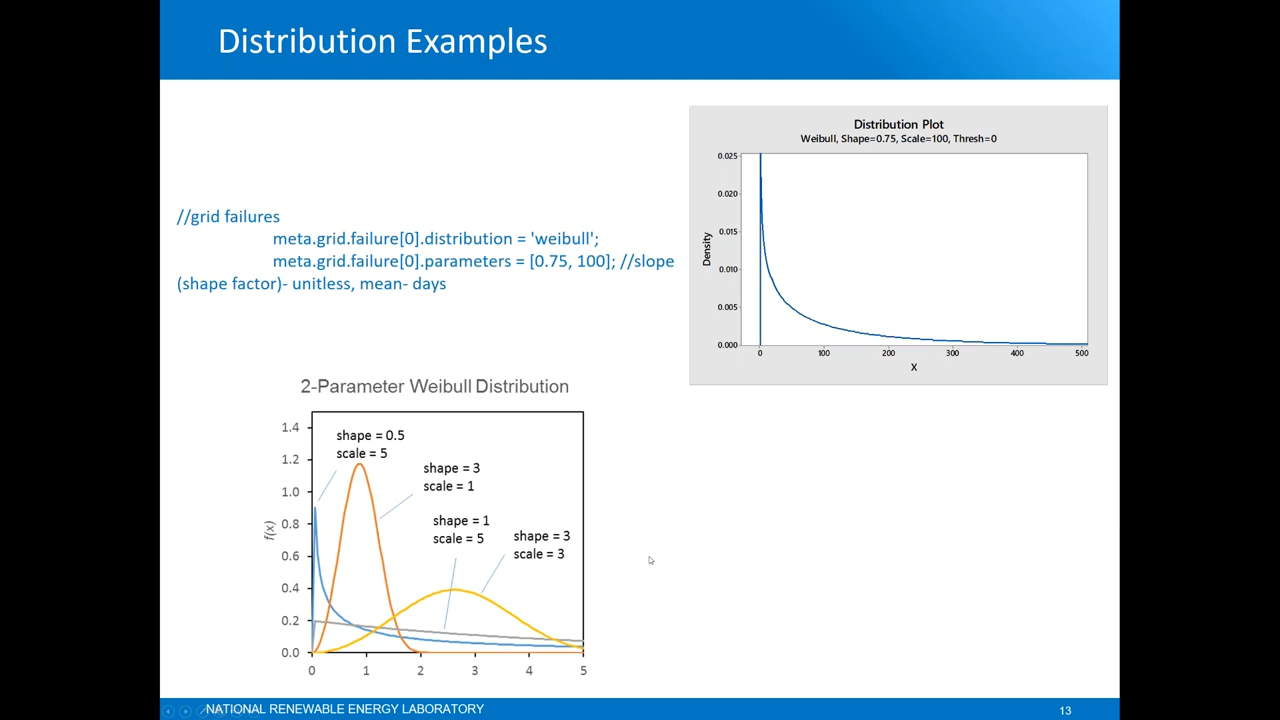 Distribution Examples
//grid failures
meta.grid.failure[0].distribution = 'weibull';
meta.grid.failure[0].parameters = [0.75, 100]; //slope
(shape factor)- unitless, mean- days
Distribution Plot
Weibull, Shape=0.75, Scale=100, Thresh=0
0.025
0.020
0.015
0.010
0.005
0.000
Density
0 100 200 300 400 500
X
2-Parameter Weibull Distribution
1.4
1.2
1.0
0.8
0.6
0.4
0.2
0.0
f(x)
shape = 0.5
scale = 5
shape = 3
scale = 1
shape = 1
scale = 5
shape = 3
scale = 3
0 1 2 3 4 5
NATIONAL RENEWABLE ENERGY LABORATORY
13